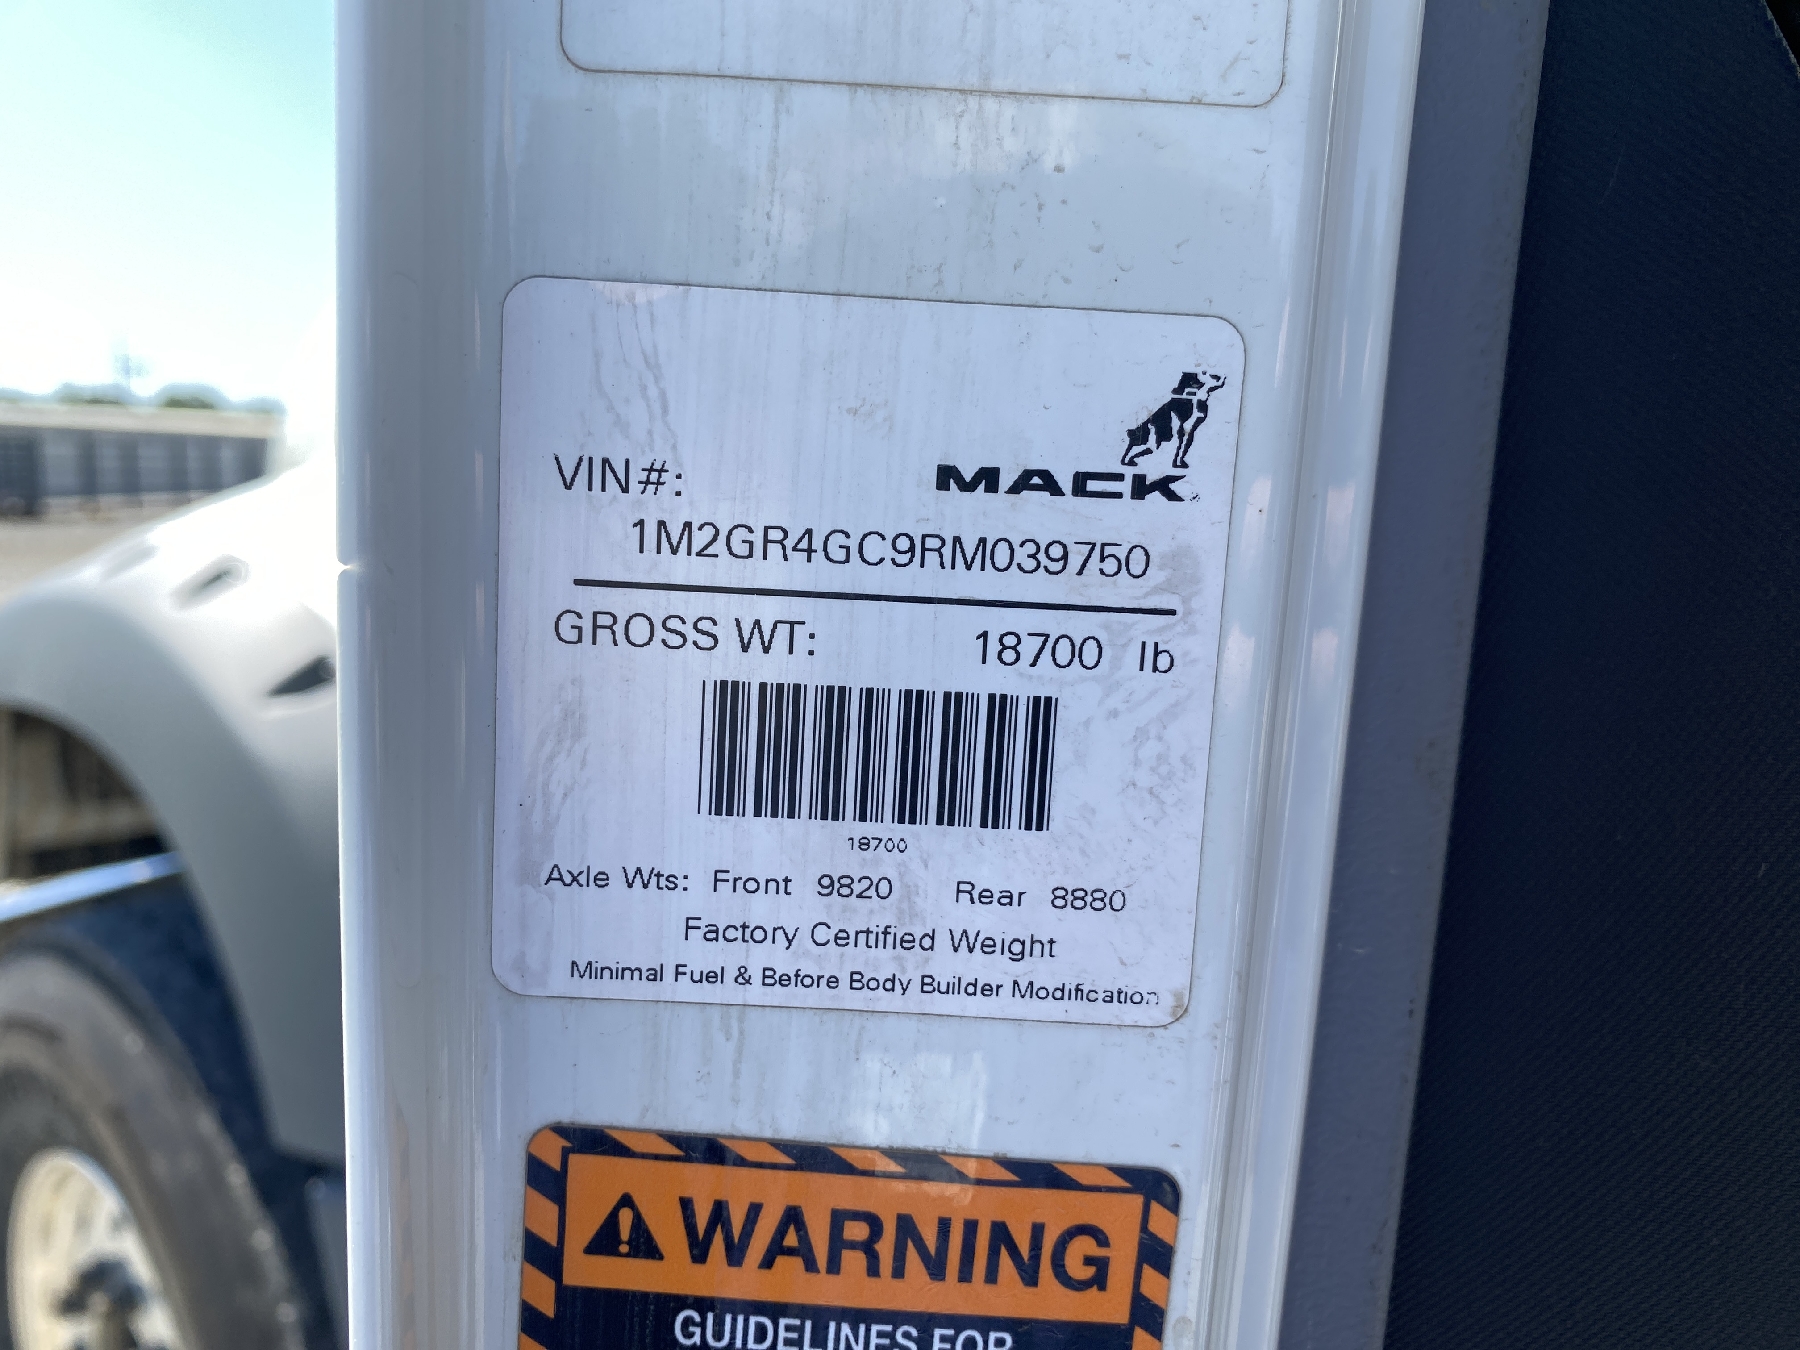 MACK
VIN#:
1M2GR4GC9RM039750
GROSS WT: 18700 lb
18700
Axle Wts: Front 9820 Rear 8880
Factory Certified Weight
Minimal Fuel & Before Body Builder Modification
WARNING
GUIDELINES FOR